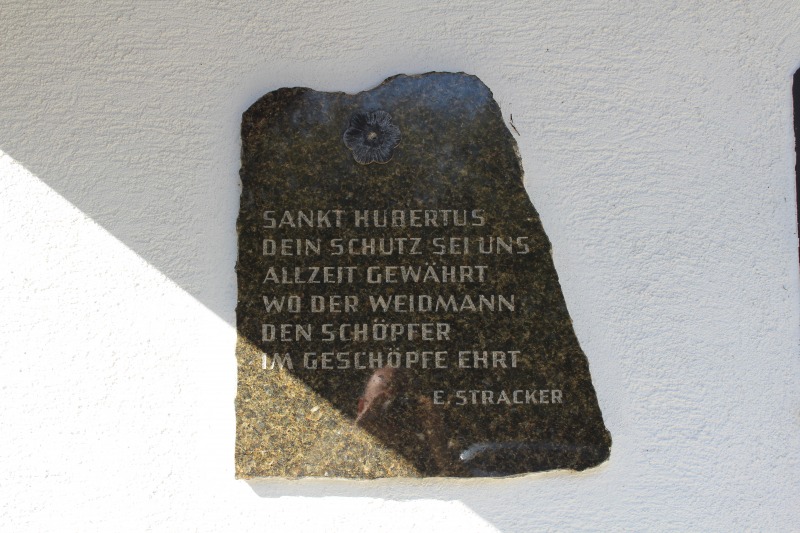 SANKT HUBERTUS
DEIN SCHUTZ SEI UNS
ALLZEIT GEWÄHRT
WO DER WEIDMANN
DEN SCHÖPFER
IM GESCHÖPFE EHRT
E. STRACKER